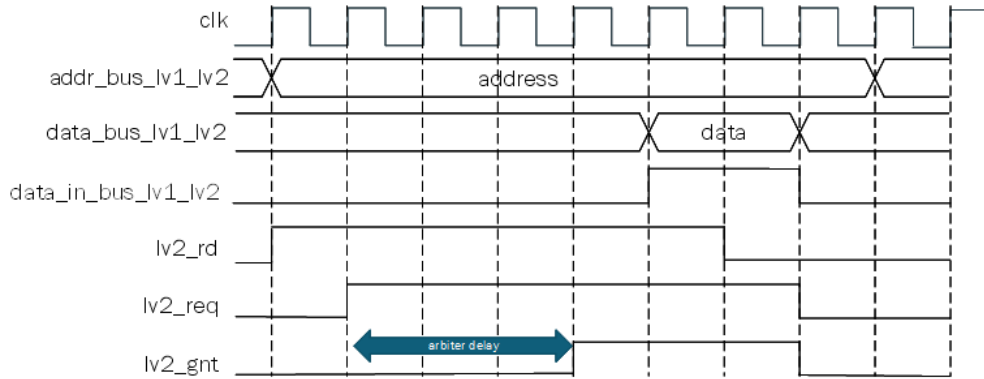 clk
addr_bus_lv1_lv2
address
data_bus_lv1_lv2
data
data_in_bus_lv1_lv2
lv2_rd
lv2_req
arbiter delay
lv2_gnt